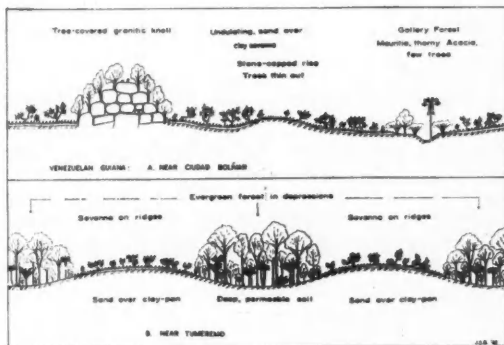 Tree-covered granitic knoll
Undulating, sand over
clay
Stone-capped rise
Trees thin out
Gallery Forest
Mauritia, thorny Acacia,
few trees
VENEZUELAN GUIANA: A. NEAR CIUDAD BOLÍVAR
Evergreen forest in depressions
Savanna on ridges
Savanna on ridges
Sand over clay-pan
Deep, permeable soil
Sand over clay-pan
B. NEAR TUMEREMO